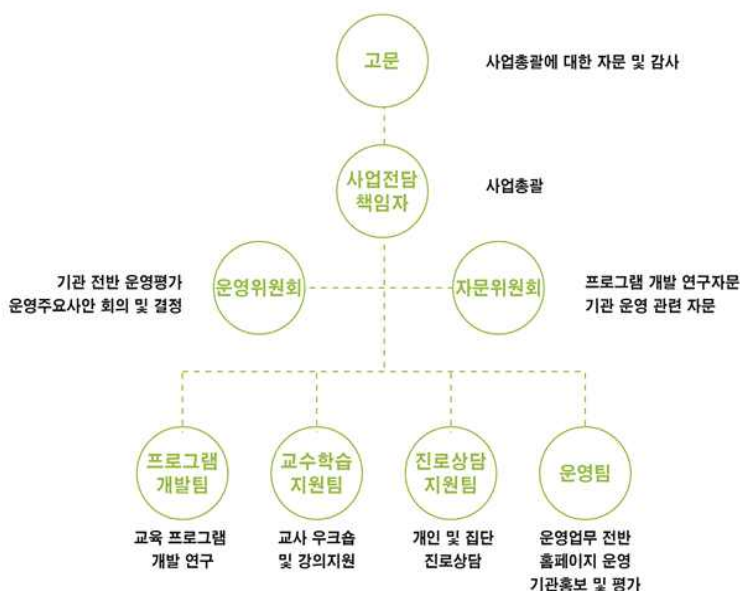 고문
사업총괄에 대한 자문 및 감사
사업전담
책임자
사업총괄
기관 전반 운영평가
운영주요사안 회의 및 결정
운영위원회
자문위원회
프로그램 개발 연구자문
기관 운영 관련 자문
프로그램
개발팀
교수학습
지원팀
진로상담
지원팀
운영팀
교육 프로그램
개발 연구
교사 우크숍
및 강의지원
개인 및 집단
진로상담
운영업무 전반
홈페이지 운영
기관홍보 및 평가